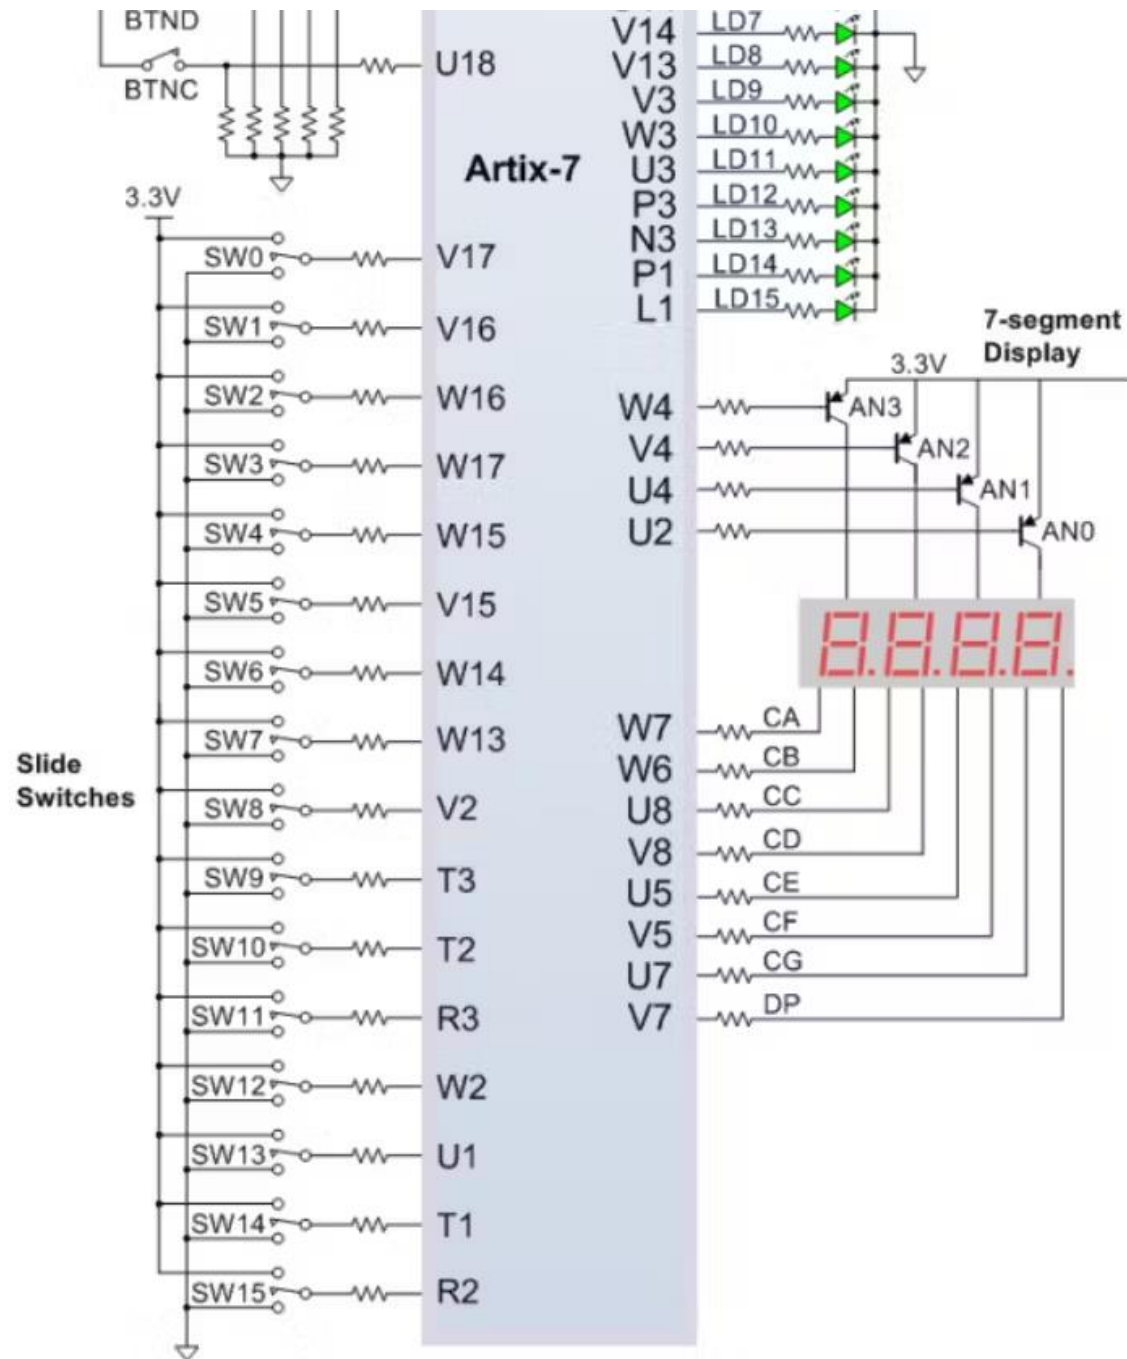 BTND
BTNC
U18
Artix-7
V14 LD7
V13 LD8
V3 LD9
W3 LD10
U3 LD11
P3 LD12
N3 LD13
P1 LD14
L1 LD15
3.3V
SW0 V17
SW1 V16
SW2 W16
SW3 W17
SW4 W15
SW5 V15
SW6 W14
SW7 W13
Slide
Switches
SW8 V2
SW9 T3
SW10 T2
SW11 R3
SW12 W2
SW13 U1
SW14 T1
SW15 R2
7-segment
Display
3.3V
W4 AN3
V4 AN2
U4 AN1
U2 AN0
8.8.8.8.
W7 CA
W6 CB
U8 CC
V8 CD
U5 CE
V5 CF
U7 CG
V7 DP